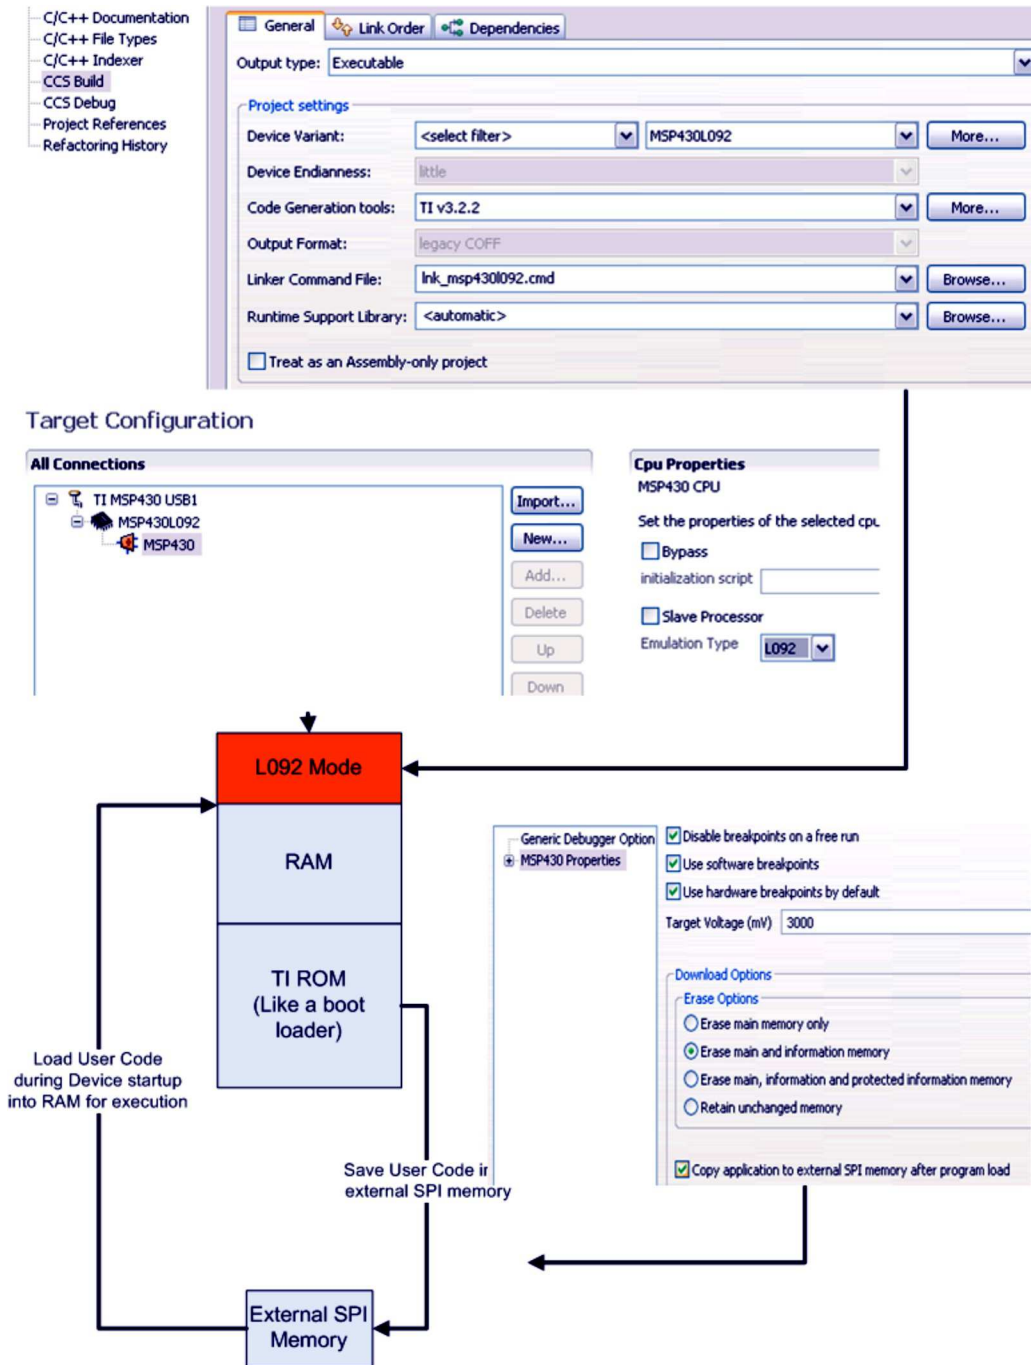 C/C++ Documentation
C/C++ File Types
C/C++ Indexer
CCS Build
CCS Debug
Project References
Refactoring History
General Link Order Dependencies
Output type: Executable
Project settings
Device Variant: <select filter> MSP430L092 More...
Device Endianness: little
Code Generation tools: TI v3.2.2 More...
Output Format: legacy COFF
Linker Command File: lnk_msp430l092.cmd Browse...
Runtime Support Library: <automatic> Browse...
Treat as an Assembly-only project
Target Configuration
All Connections
TI MSP430 USB1
MSP430L092
MSP430
Import...
New...
Add...
Delete
Up
Down
Cpu Properties
MSP430 CPU
Set the properties of the selected cpu
Bypass
initialization script
Slave Processor
Emulation Type L092
L092 Mode
RAM
TI ROM
(Like a boot
loader)
Load User Code
during Device startup
into RAM for execution
Generic Debugger Option
MSP430 Properties
Disable breakpoints on a free run
Use software breakpoints
Use hardware breakpoints by default
Target Voltage (mV) 3000
Download Options
Erase Options
Erase main memory only
Erase main and information memory
Erase main, information and protected information memory
Retain unchanged memory
Copy application to external SPI memory after program load
Save User Code in
external SPI memory
External SPI
Memory